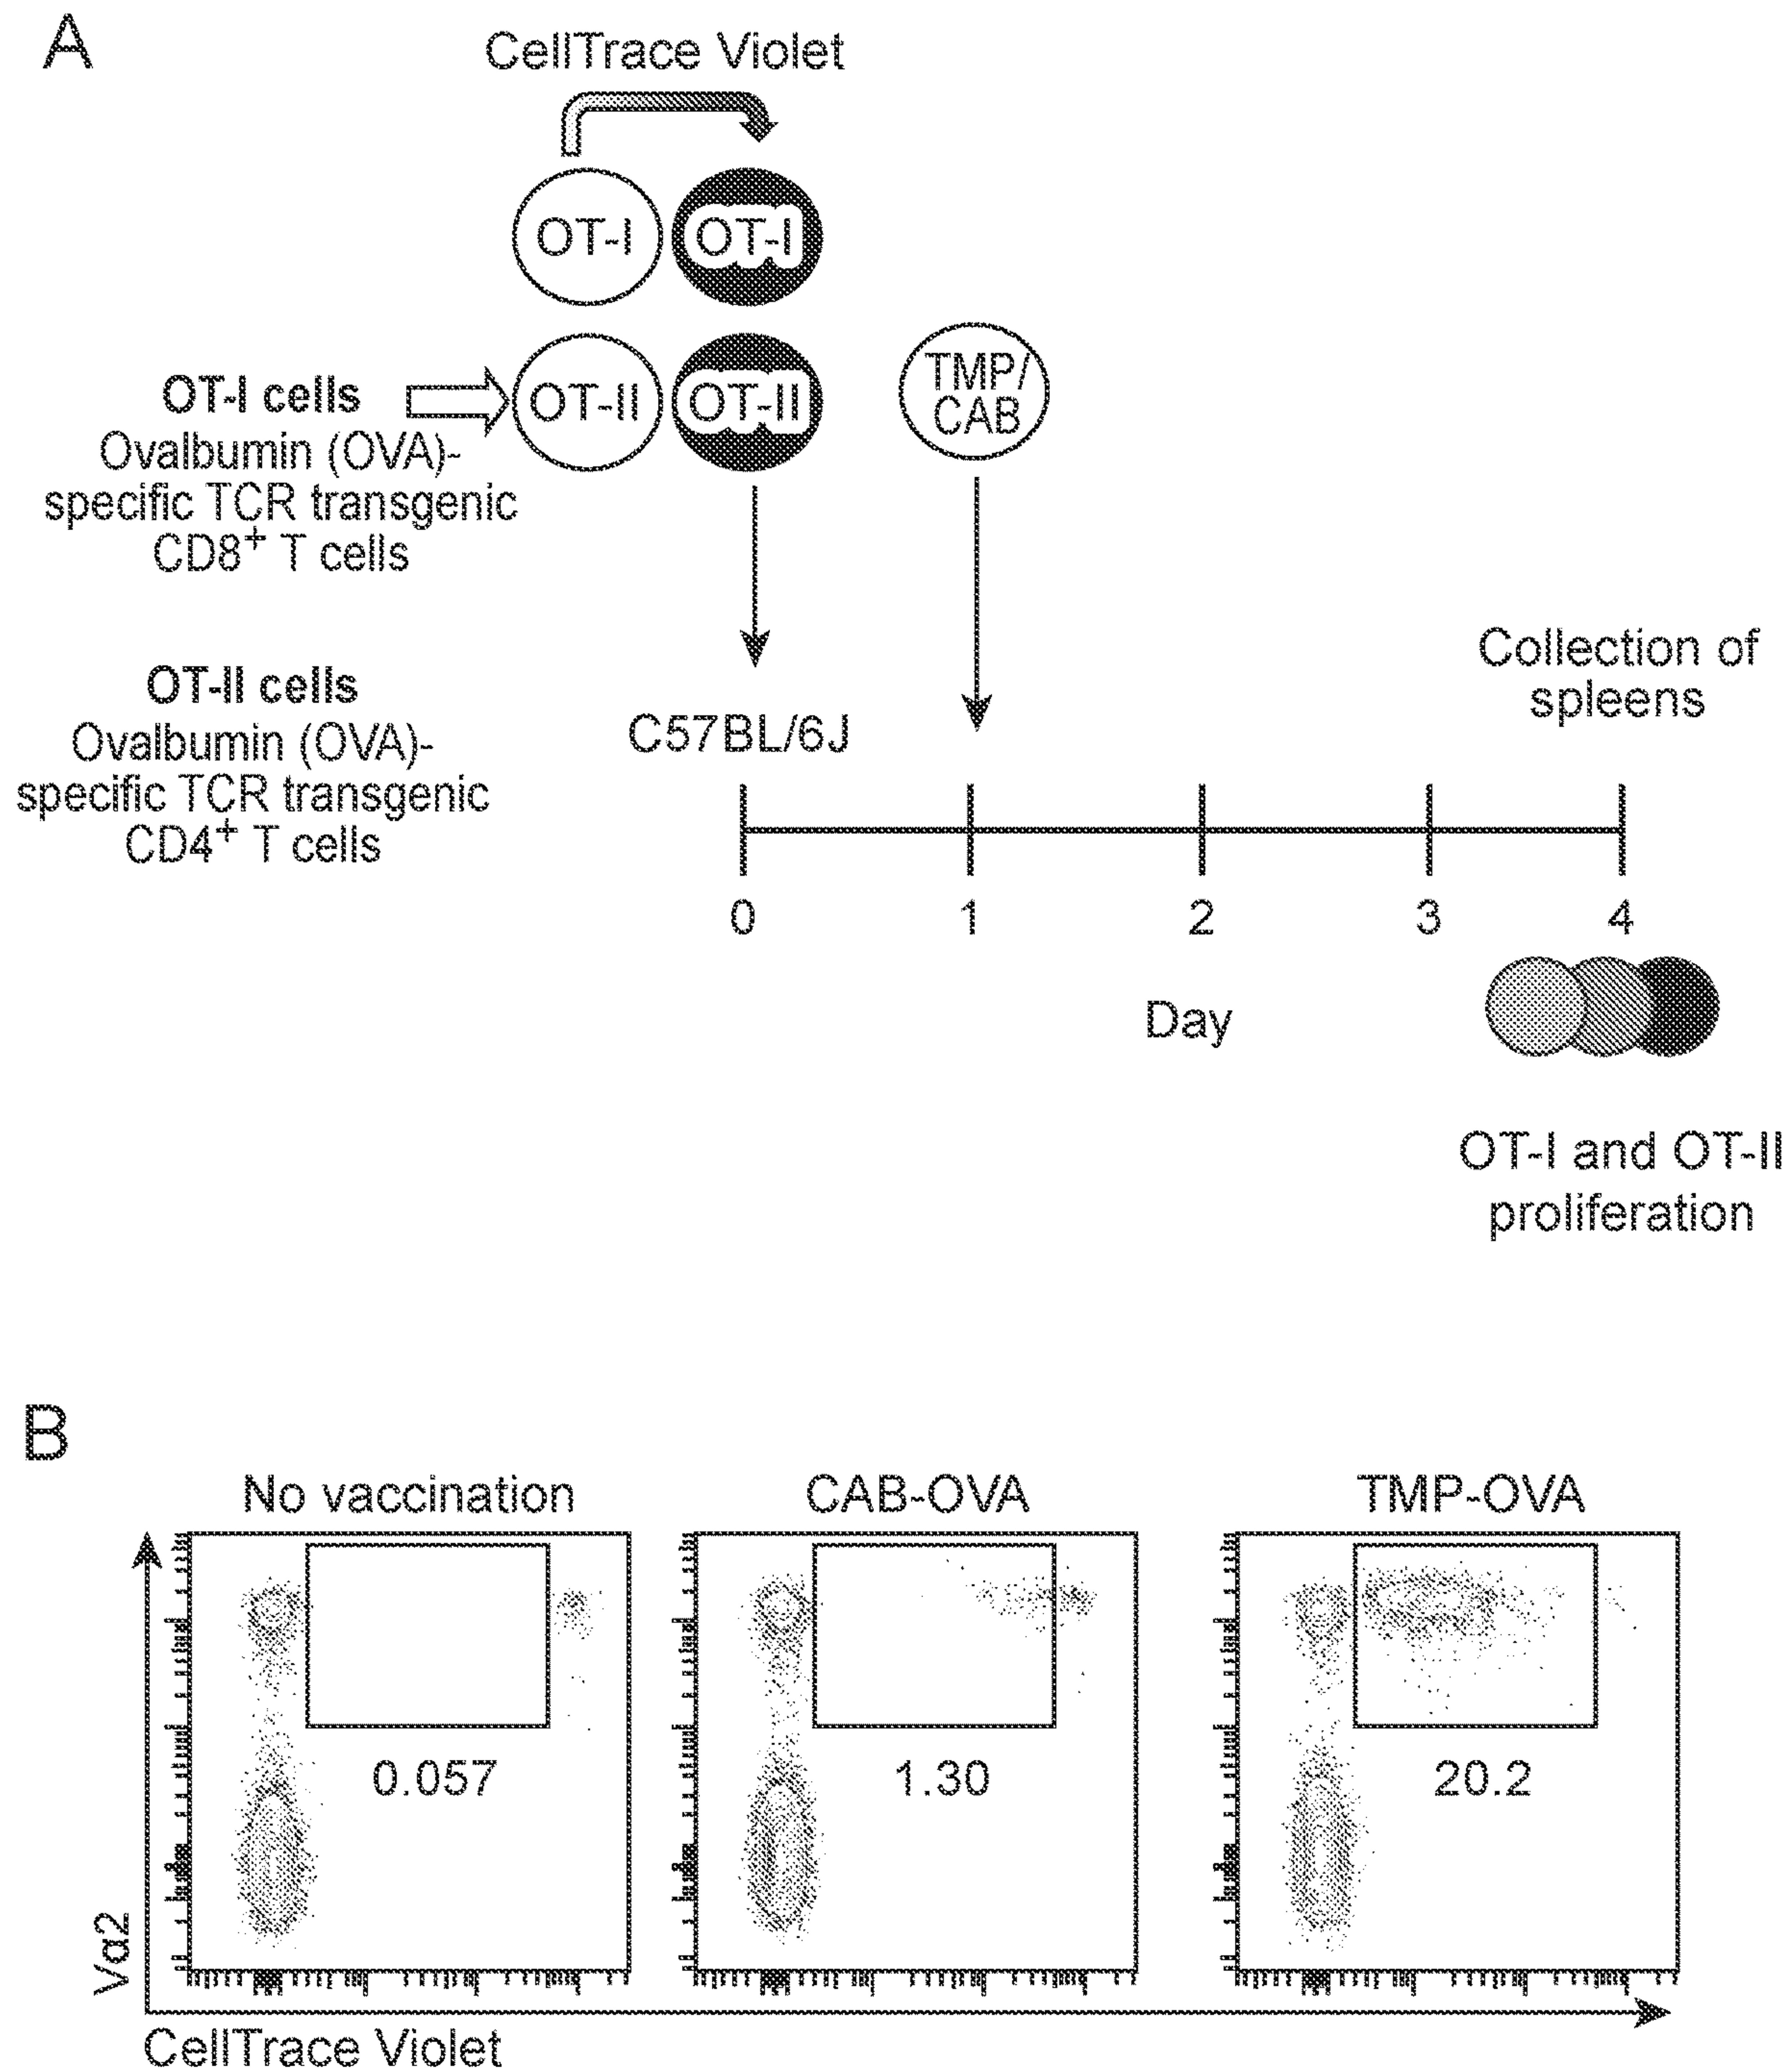 A
CellTrace Violet
OT-I
OT-I
OT-II
OT-II
TMP/
CAB
OT-I cells
Ovalbumin (OVA)-
specific TCR transgenic
CD8+ T cells
OT-II cells
Ovalbumin (OVA)-
specific TCR transgenic
CD4+ T cells
C57BL/6J
Collection of
spleens
0 1 2 3 4
Day
OT-I and OT-II
proliferation
B
No vaccination CAB-OVA TMP-OVA
0.057 1.30 20.2
Vα2
CellTrace Violet